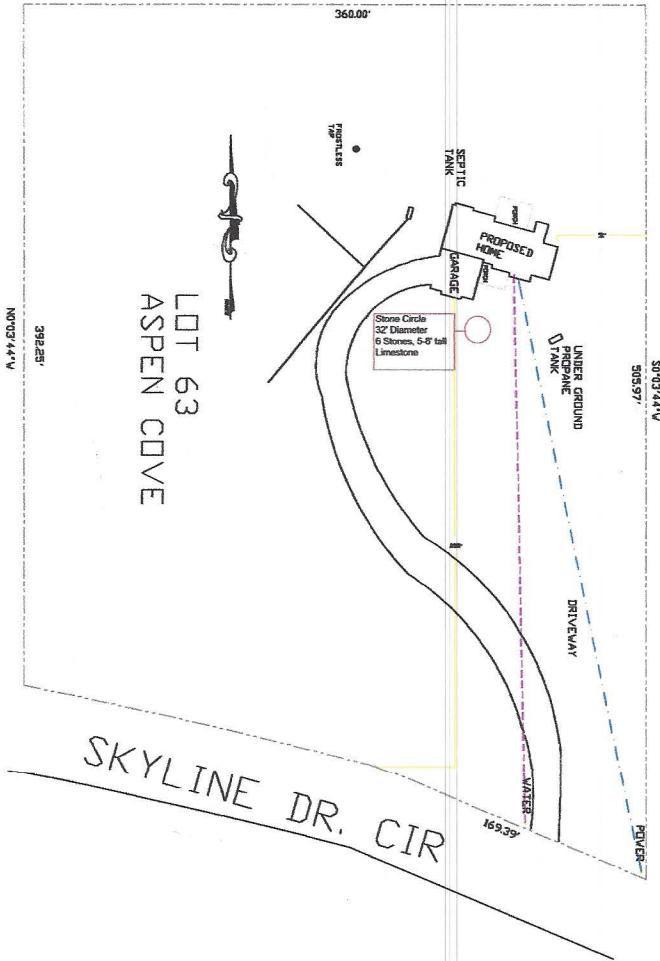 360.00'
FROSTLESS
TAP
SEPTIC
TANK
PORCH
PROPOSED
HOME
PORCH
GARAGE
Stone Circle
32' Diameter
6 Stones, 5-8' tall
Limestone
UNDER GROUND
PROPANE
TANK
S0°03'44"W
505.97'
LOT 63
ASPEN COVE
392.25'
N0°03'44"W
DRIVEWAY
WATER
169.39'
POWER
SKYLINE DR. CIR